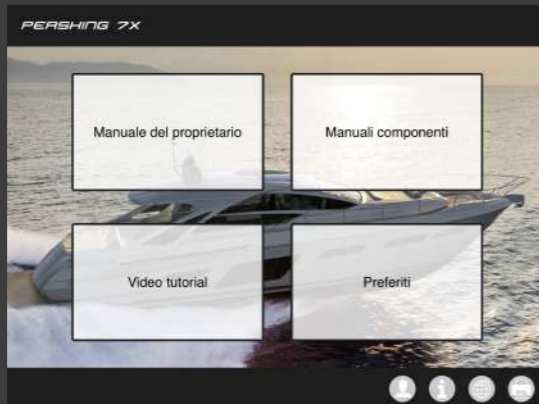 PERSHING 7X
Manuale del proprietario
Manuali componenti
Video tutorial
Preferiti